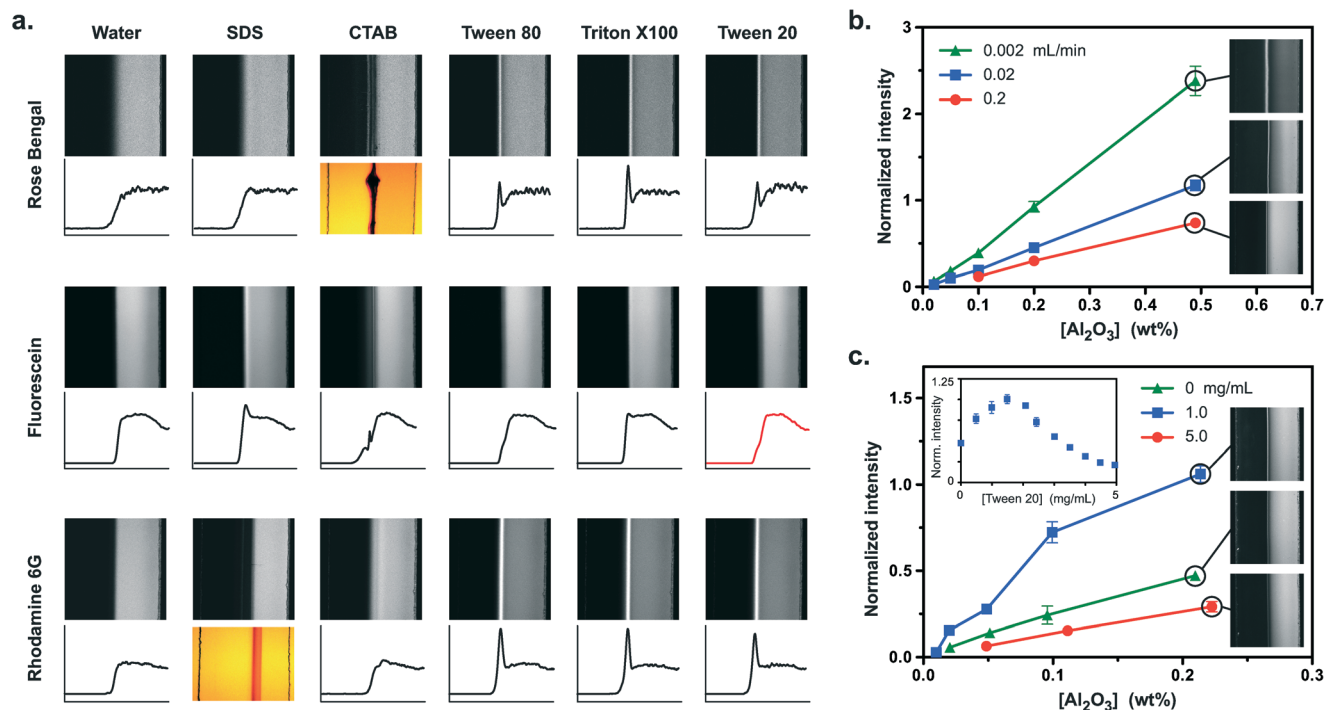 a.
Water SDS CTAB Tween 80 Triton X100 Tween 20
Rose Bengal
Fluorescein
Rhodamine 6G
b.
3
2
1
0
Normalized intensity
0.002 mL/min
0.02
0.2
0.0 0.1 0.2 0.3 0.4 0.5 0.6 0.7
[Al₂O₃] (wt%)
c.
1.5
1.0
0.5
0.0
Normalized intensity
1.25
0
Norm. intensity
0 5
[Tween 20] (mg/mL)
0 mg/mL
1.0
5.0
0.0 0.1 0.2 0.3
[Al₂O₃] (wt%)